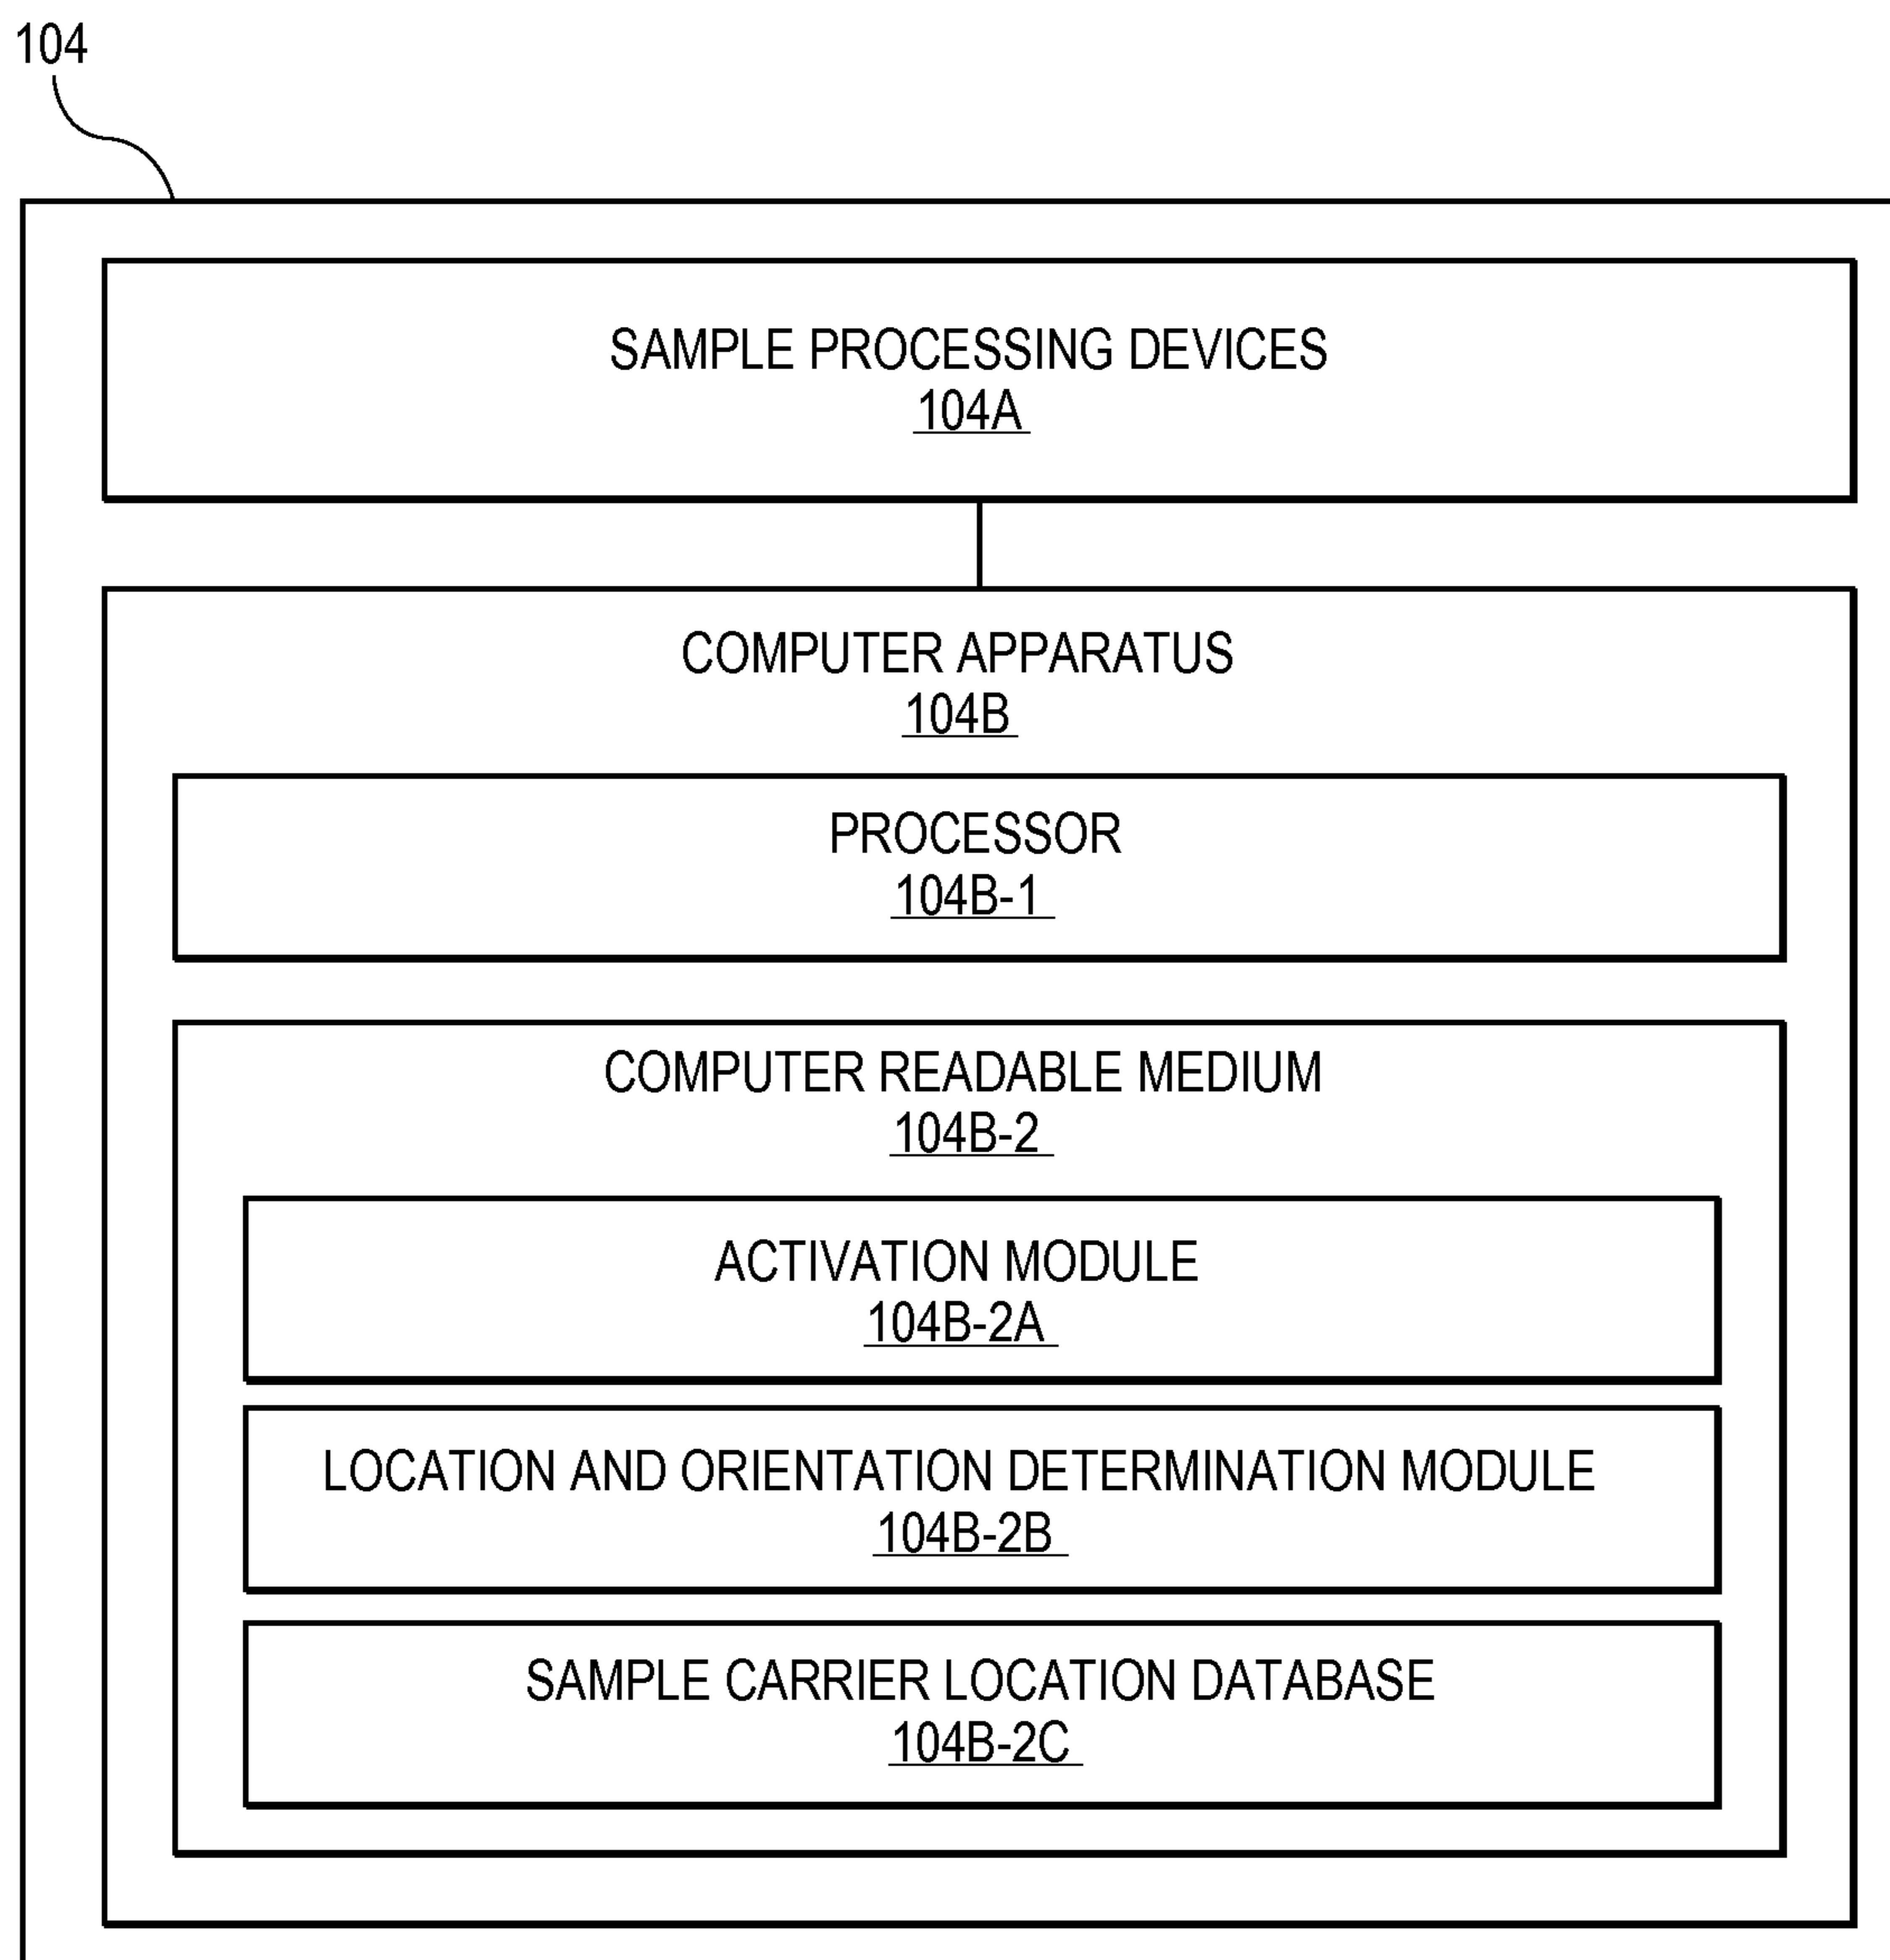 104
SAMPLE PROCESSING DEVICES
104A
COMPUTER APPARATUS
104B
PROCESSOR
104B-1
COMPUTER READABLE MEDIUM
104B-2
ACTIVATION MODULE
104B-2A
LOCATION AND ORIENTATION DETERMINATION MODULE
104B-2B
SAMPLE CARRIER LOCATION DATABASE
104B-2C